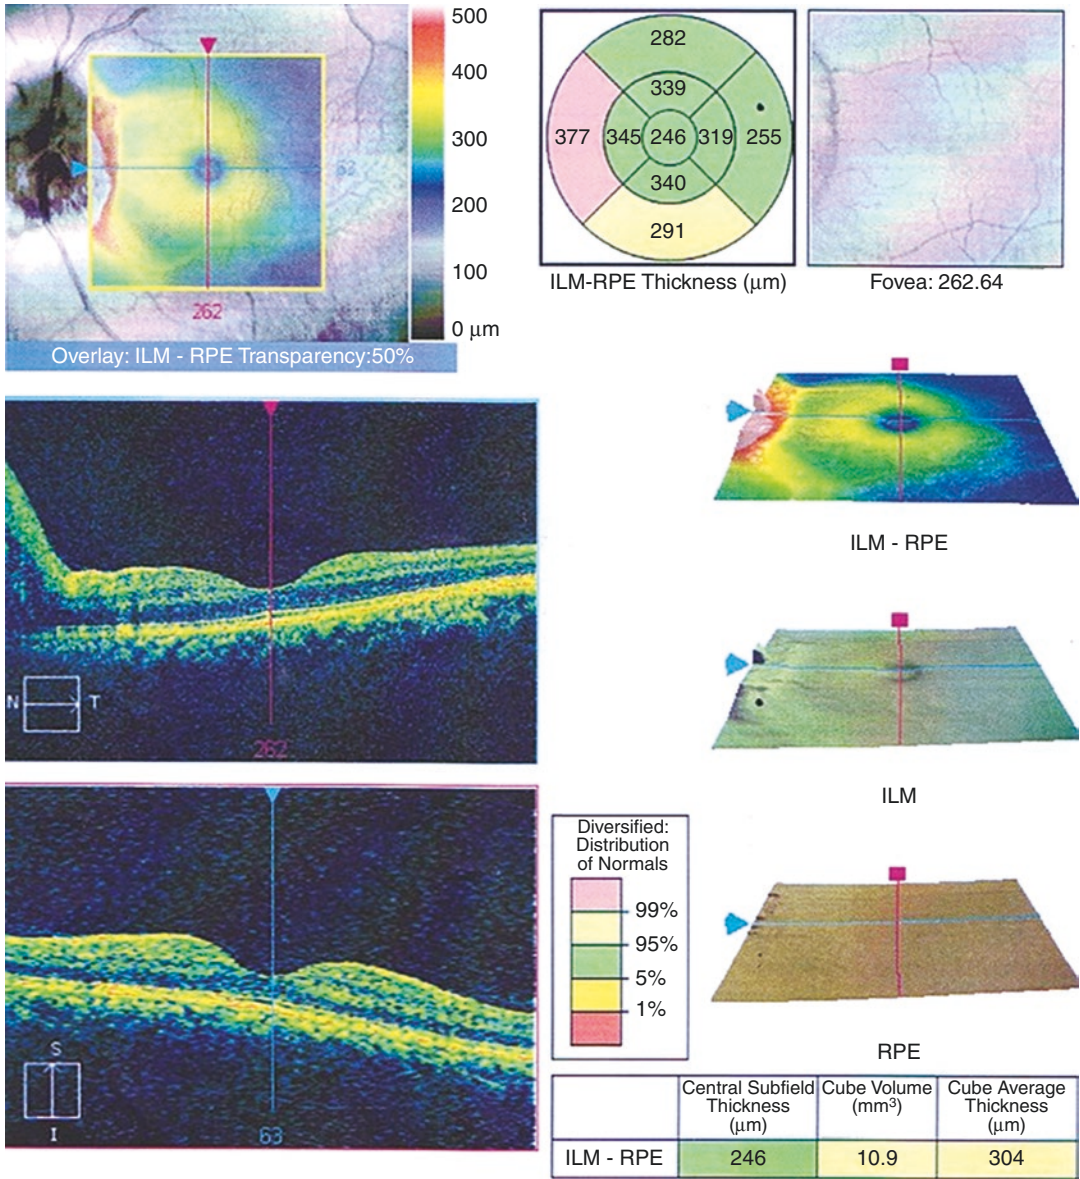 500
400
300
200
100
0 μm
63
262
Overlay: ILM - RPE Transparency:50%
282
339
377
345
246
319
255
340
291
ILM-RPE Thickness (μm)
Fovea: 262.64
ILM - RPE
N
T
262
ILM
S
I
63
Diversified:
Distribution
of Normals
99%
95%
5%
1%
RPE
Central Subfield
Thickness
(μm)
Cube Volume
(mm³)
Cube Average
Thickness
(μm)
ILM - RPE
246
10.9
304